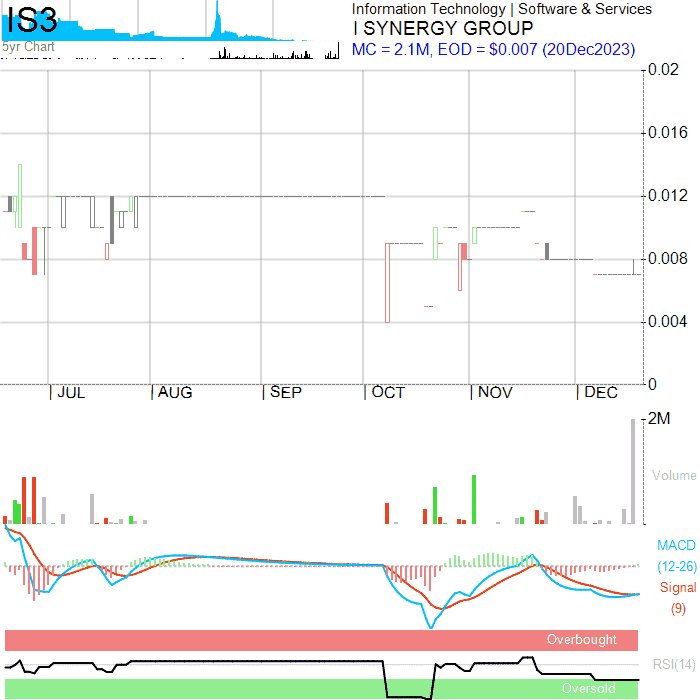 IS3
5yr Chart
Information Technology | Software & Services
I SYNERGY GROUP
MC = 2.1M, EOD = $0.007 (20Dec2023)
0.02
0.016
0.012
0.008
0.004
0
| JUL | AUG | SEP | OCT | NOV | DEC
2M
Volume
MACD
(12-26)
Signal
(9)
Overbought
RSI(14)
Oversold